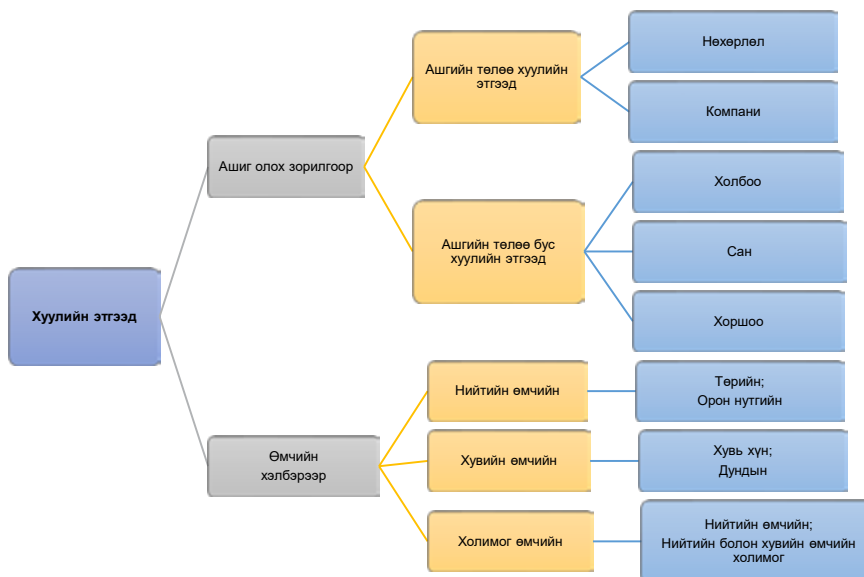 Хуулийн этгээд
Ашиг олох зорилгоор
Ашгийн төлөө хуулийн
этгээд
Нөхөрлөл
Компани
Ашгийн төлөө бус
хуулийн этгээд
Холбоо
Сан
Хоршоо
Өмчийн
хэлбэрээр
Нийтийн өмчийн
Төрийн;
Орон нутгийн
Хувийн өмчийн
Хувь хүн;
Дундын
Холимог өмчийн
Нийтийн өмчийн;
Нийтийн болон хувийн өмчийн
холимог